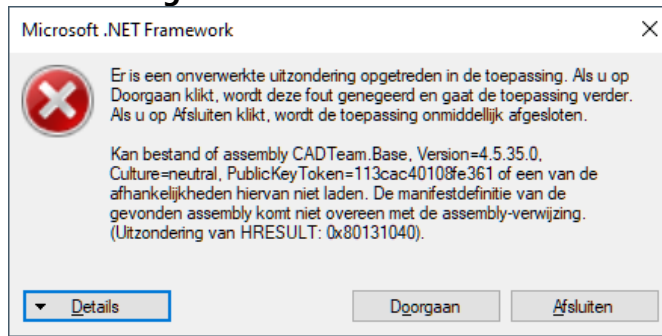 Microsoft .NET Framework
Er is een onverwerkte uitzondering opgetreden in de toepassing. Als u op
Doorgaan klikt, wordt deze fout genegeerd en gaat de toepassing verder.
Als u op Afsluiten klikt, wordt de toepassing onmiddellijk afgesloten.
Kan bestand of assembly CADTeam.Base, Version=4.5.35.0,
Culture=neutral, PublicKeyToken=113cac40108fe361 of een van de
afhankelijkheden hiervan niet laden. De manifestdefinitie van de
gevonden assembly komt niet overeen met de assembly-verwijzing.
(Uitzondering van HRESULT: 0x80131040).
Details
Doorgaan
Afsluiten